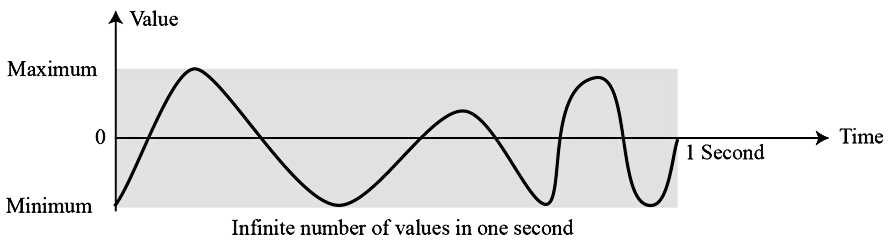 Value
Maximum
0
Time
1 Second
Minimum
Infinite number of values in one second